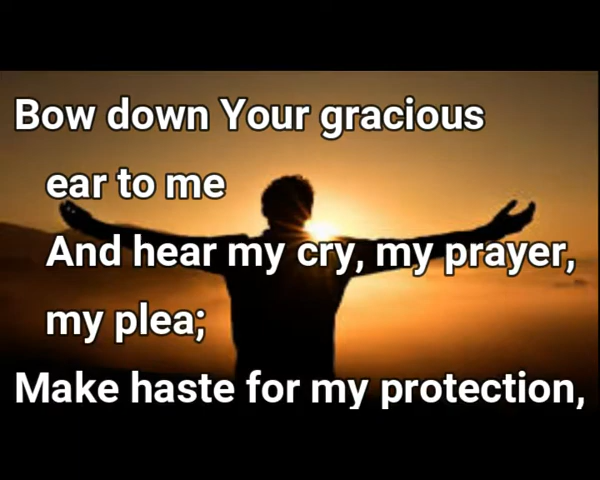 Bow down Your gracious
ear to me
And hear my cry, my prayer,
my plea;
Make haste for my protection,